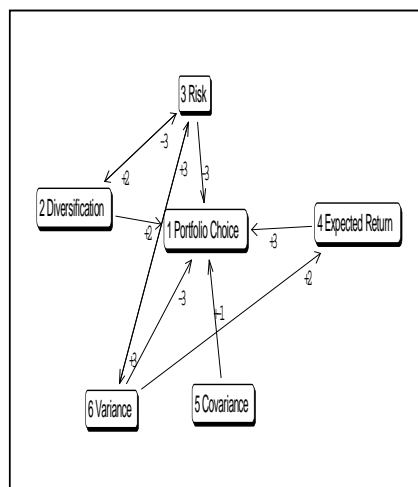 3 Risk
-3
+3
-3
+2
2 Diversification
+2
1 Portfolio Choice
4 Expected Return
+3
+2
-3
+3
6 Variance
5 Covariance